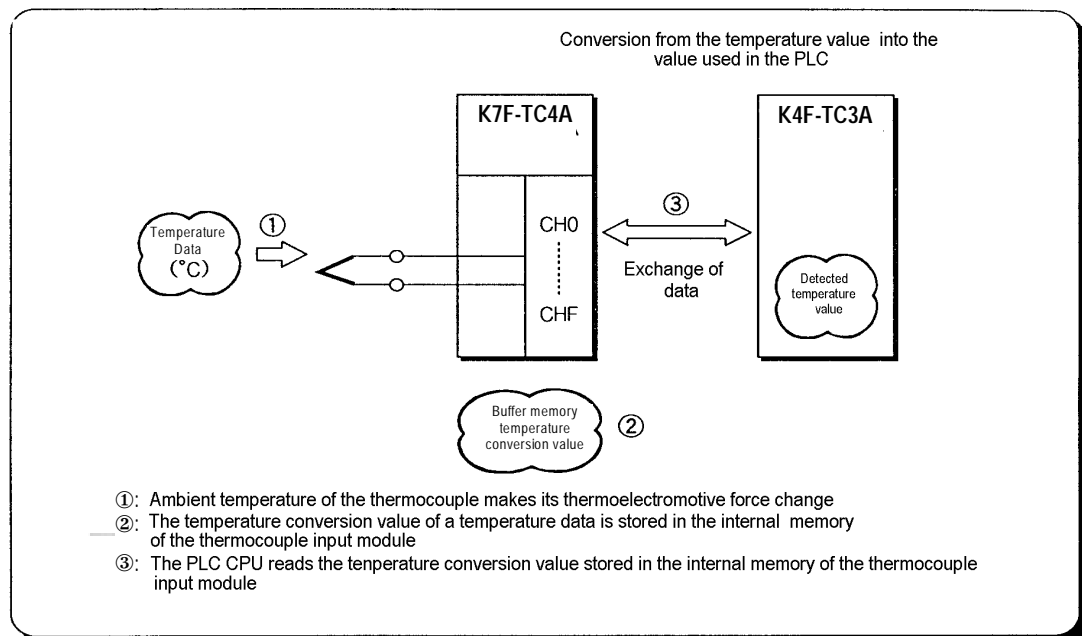 Conversion from the temperature value into the
value used in the PLC
K7F-TC4A
K4F-TC3A
①
③
Temperature
Data
(°C)
CH0
CHF
Exchange of
data
Detected
temperature
value
Buffer memory
temperature
conversion value
②
①: Ambient temperature of the thermocouple makes its thermoelectromotive force change
②: The temperature conversion value of a temperature data is stored in the internal memory
of the thermocouple input module
③: The PLC CPU reads the tenperature conversion value stored in the internal memory of the thermocouple
input module